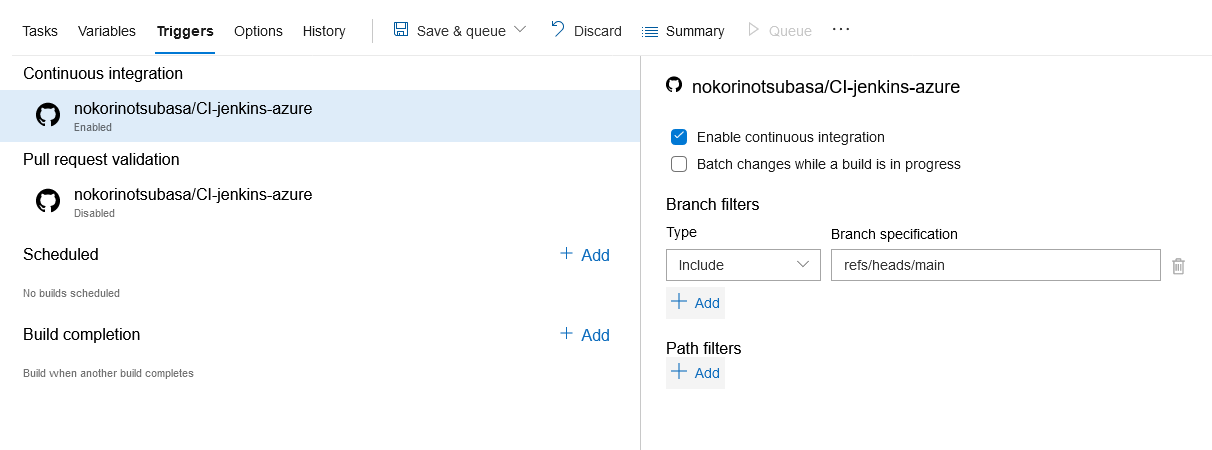 Tasks Variables Triggers Options History Save & queue Discard Summary Queue ...
Continuous integration
nokorinotsubasa/CI-jenkins-azure
Enabled
Pull request validation
nokorinotsubasa/CI-jenkins-azure
Disabled
Scheduled + Add
No builds scheduled
Build completion + Add
Build when another build completes
nokorinotsubasa/CI-jenkins-azure
Enable continuous integration
Batch changes while a build is in progress
Branch filters
Type Branch specification
Include refs/heads/main
+ Add
Path filters
+ Add